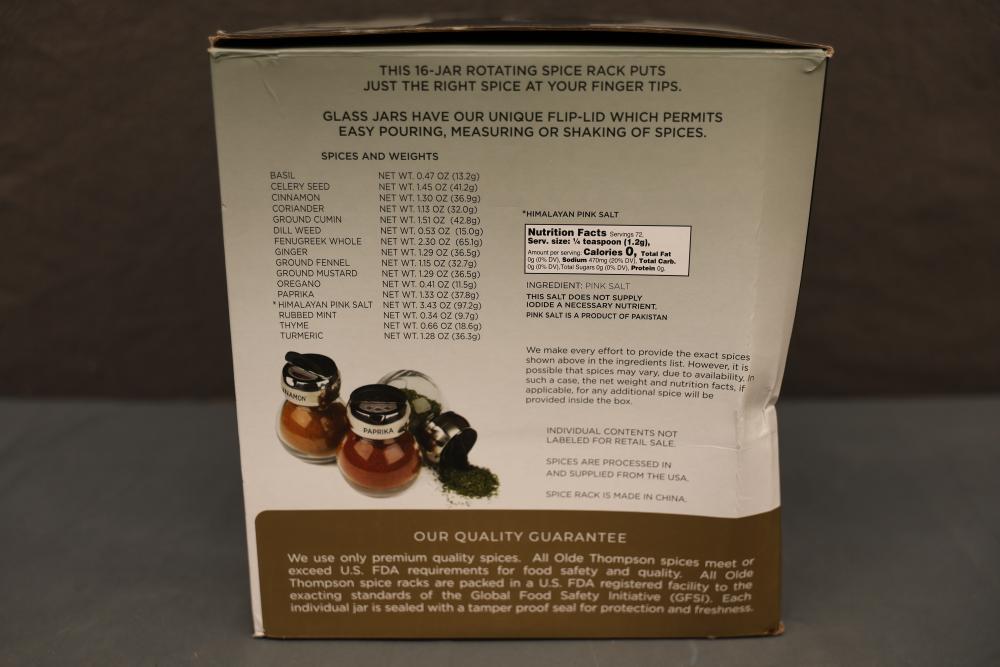 THIS 16-JAR ROTATING SPICE RACK PUTS
JUST THE RIGHT SPICE AT YOUR FINGER TIPS.
GLASS JARS HAVE OUR UNIQUE FLIP-LID WHICH PERMITS
EASY POURING, MEASURING OR SHAKING OF SPICES.
SPICES AND WEIGHTS
BASIL NET WT. 0.47 OZ (13.2g)
CELERY SEED NET WT. 1.45 OZ (41.2g)
CINNAMON NET WT. 1.30 OZ (36.9g)
CORIANDER NET WT. 1.13 OZ (32.0g)
GROUND CUMIN NET WT. 1.51 OZ (42.8g)
DILL WEED NET WT. 0.53 OZ (15.0g)
FENUGREEK WHOLE NET WT. 2.30 OZ (65.1g)
GINGER NET WT. 1.29 OZ (36.5g)
GROUND FENNEL NET WT. 1.15 OZ (32.7g)
GROUND MUSTARD NET WT. 1.29 OZ (36.5g)
OREGANO NET WT. 0.41 OZ (11.5g)
PAPRIKA NET WT. 1.33 OZ (37.8g)
*HIMALAYAN PINK SALT NET WT. 3.43 OZ (97.2g)
RUBBED MINT NET WT. 0.34 OZ (9.7g)
THYME NET WT. 0.66 OZ (18.6g)
TURMERIC NET WT. 1.28 OZ (36.3g)
*HIMALAYAN PINK SALT
Nutrition Facts Servings 72,
Serv. size: ¼ teaspoon (1.2g),
Amount per serving: Calories 0, Total Fat
0g (0% DV), Sodium 470mg (20% DV), Total Carb.
0g (0% DV), Total Sugars 0g (0% DV), Protein 0g.
INGREDIENT: PINK SALT
THIS SALT DOES NOT SUPPLY
IODIDE A NECESSARY NUTRIENT.
PINK SALT IS A PRODUCT OF PAKISTAN
We make every effort to provide the exact spices
shown above in the ingredients list. However, it is
possible that spices may vary, due to availability. In
such a case, the net weight and nutrition facts, if
applicable, for any additional spice will be
provided inside the box.
INDIVIDUAL CONTENTS NOT
LABELED FOR RETAIL SALE.
SPICES ARE PROCESSED IN
AND SUPPLIED FROM THE USA.
SPICE RACK IS MADE IN CHINA.
NNAMON
PAPRIKA
OUR QUALITY GUARANTEE
We use only premium quality spices. All Olde Thompson spices meet or
exceed U.S. FDA requirements for food safety and quality. All Olde
Thompson spice racks are packed in a U.S. FDA registered facility to the
exacting standards of the Global Food Safety Initiative (GFSI). Each
individual jar is sealed with a tamper proof seal for protection and freshness.